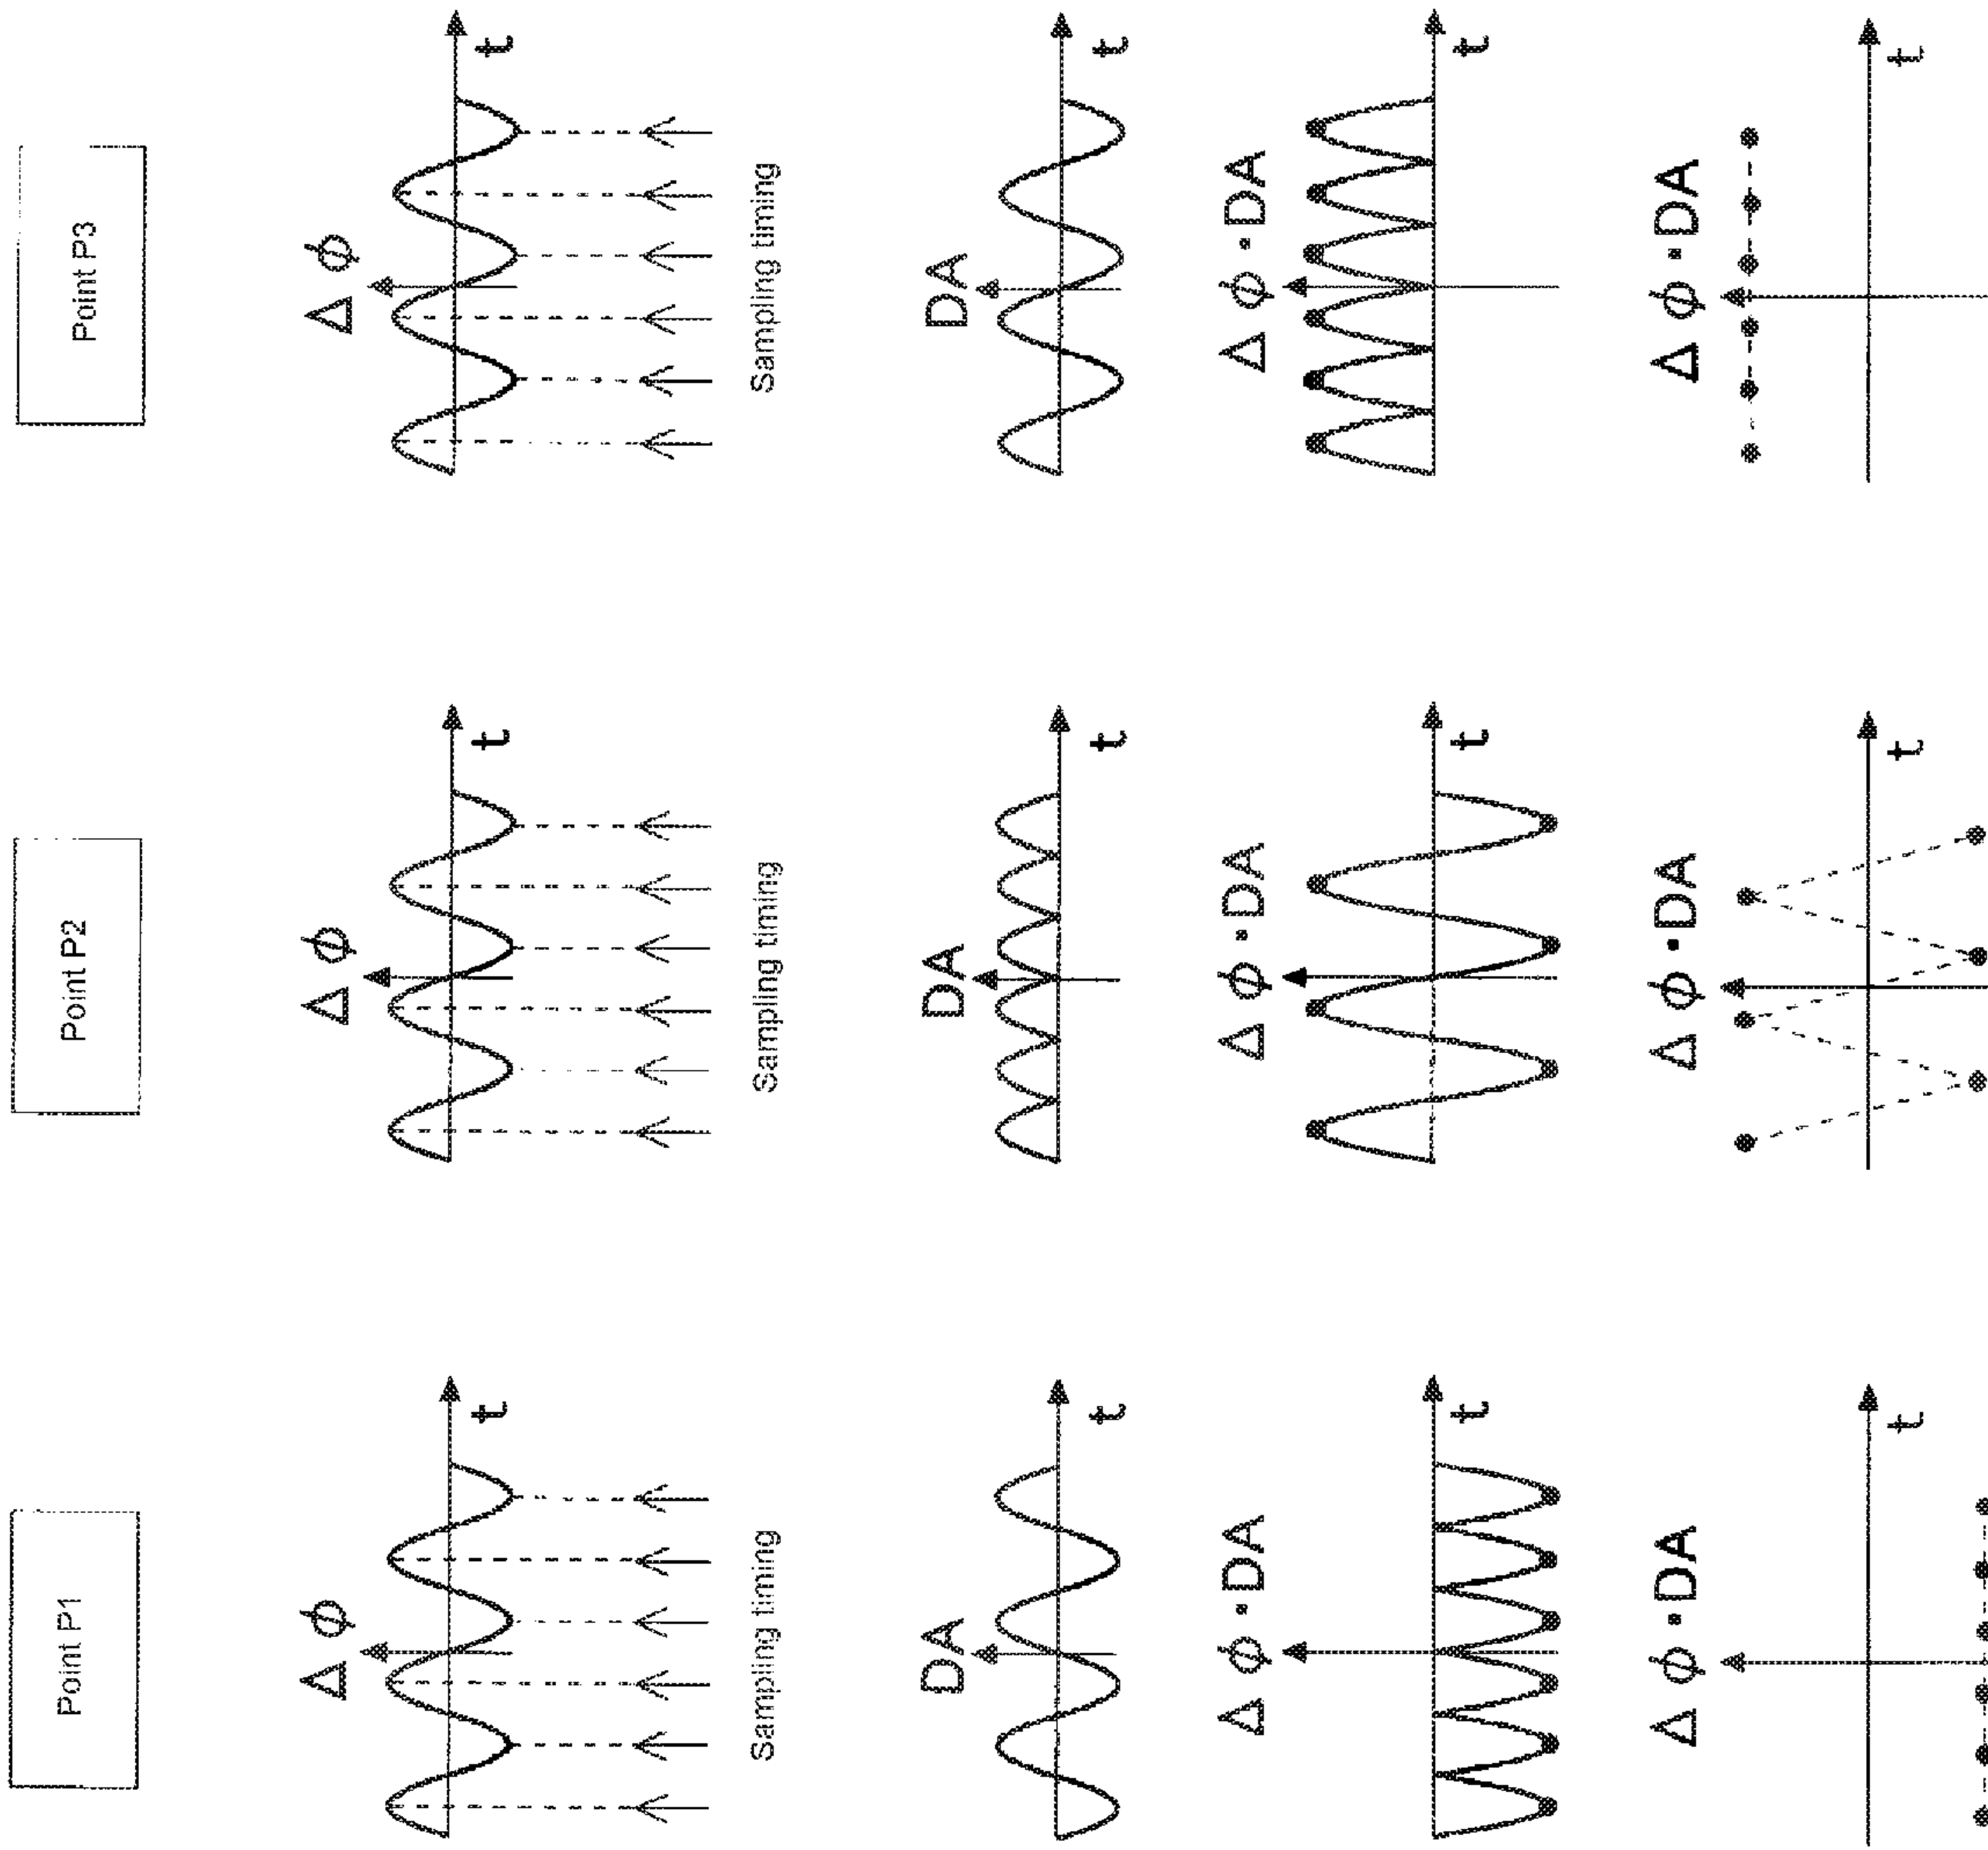 Point P1
Point P2
Point P3
Δ ϕ
Δ ϕ
Δ ϕ
t
t
t
Sampling timing
Sampling timing
Sampling timing
DA
DA
DA
t
t
t
Δ ϕ ▪DA
Δ ϕ ▪DA
Δ ϕ ▪DA
t
t
t
Δ ϕ ▪DA
Δ ϕ ▪DA
Δ ϕ ▪DA
t
t
t